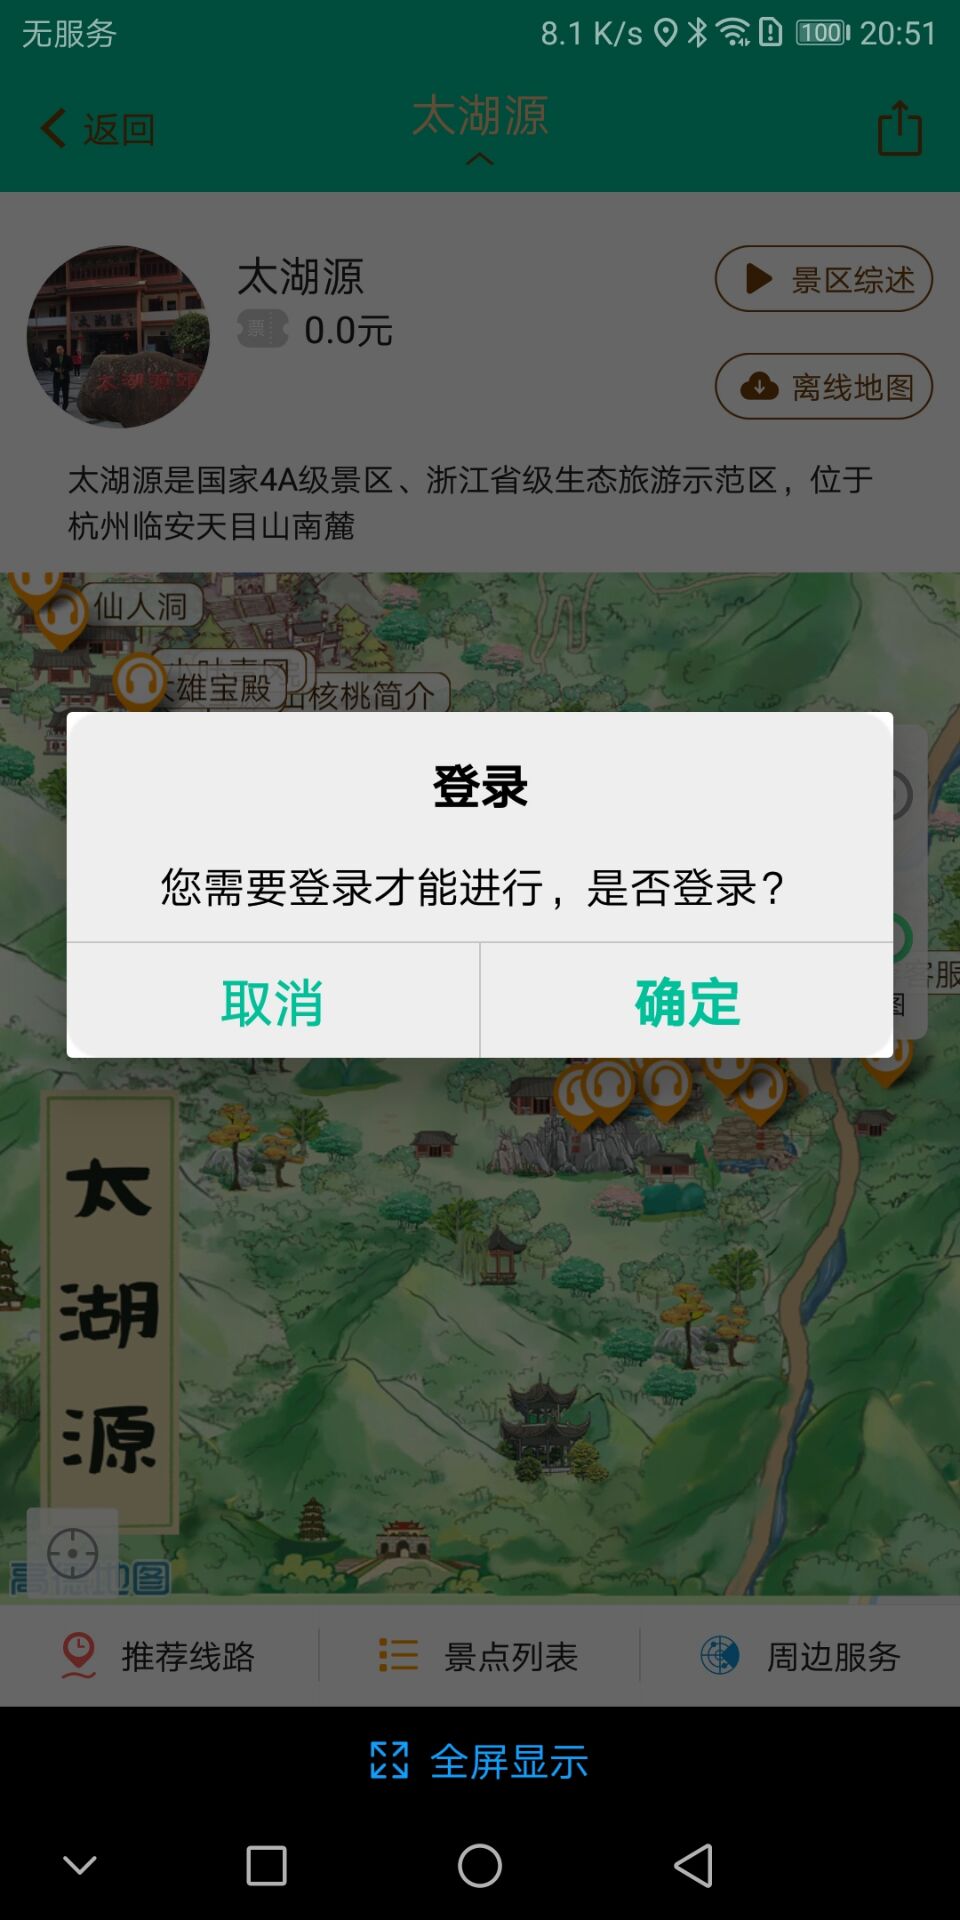 无服务
8.1 K/s
100
20:51
返回
太湖源
太湖源
票
0.0元
景区综述
离线地图
太湖源是国家4A级景区、浙江省级生态旅游示范区，位于
杭州临安天目山南麓
仙人洞
雄宝殿
核桃简介
登录
您需要登录才能进行，是否登录？
取消
确定
客服
图
太
湖
源
高德地图
推荐线路
景点列表
周边服务
全屏显示